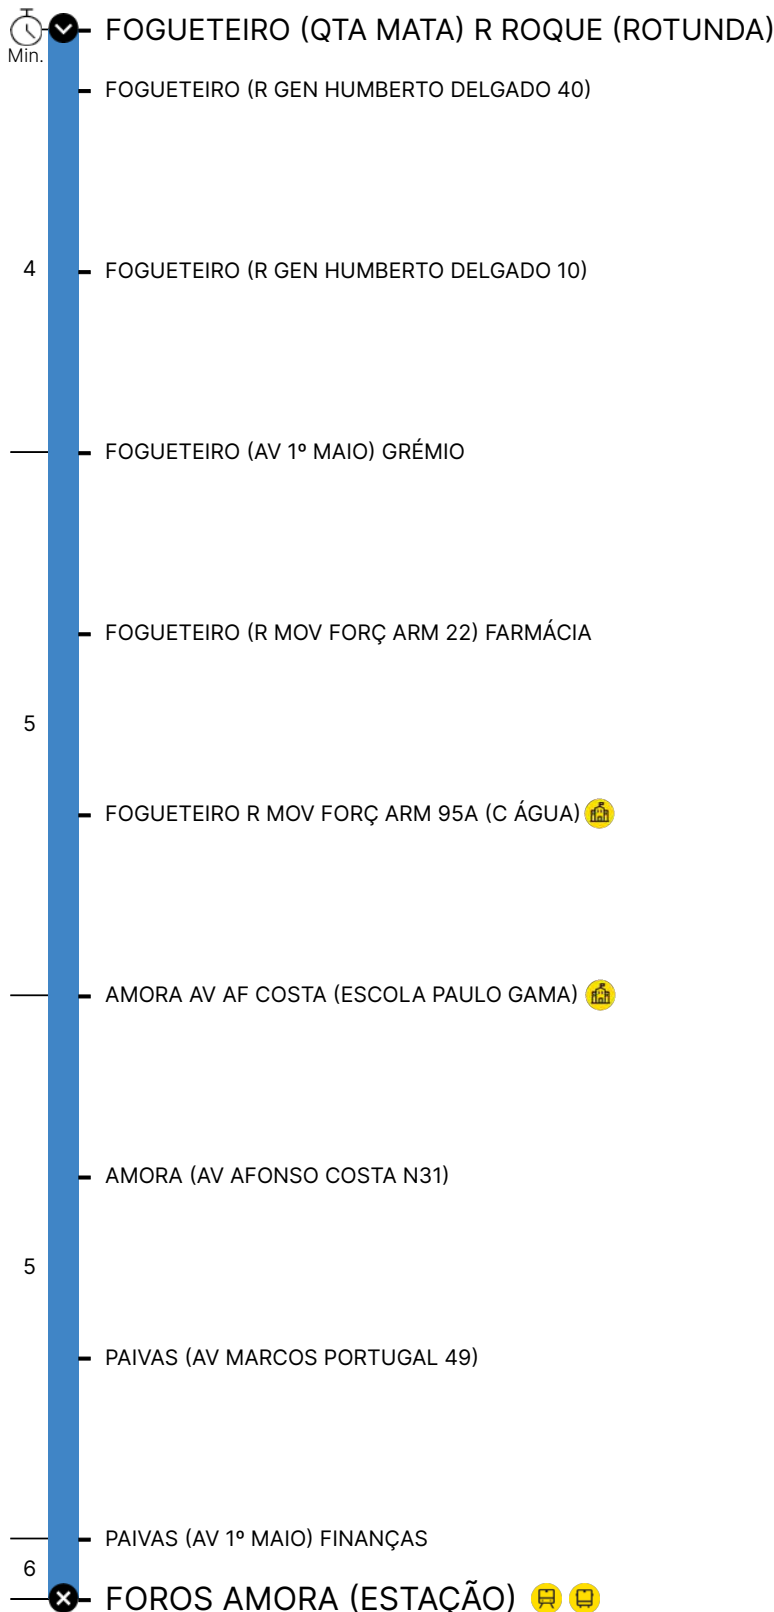 FOGUETEIRO (QTA MATA) R ROQUE (ROTUNDA)
Min.
FOGUETEIRO (R GEN HUMBERTO DELGADO 40)
4
FOGUETEIRO (R GEN HUMBERTO DELGADO 10)
FOGUETEIRO (AV 1º MAIO) GRÉMIO
FOGUETEIRO (R MOV FORÇ ARM 22) FARMÁCIA
5
FOGUETEIRO R MOV FORÇ ARM 95A (C ÁGUA)
AMORA AV AF COSTA (ESCOLA PAULO GAMA)
AMORA (AV AFONSO COSTA N31)
5
PAIVAS (AV MARCOS PORTUGAL 49)
PAIVAS (AV 1º MAIO) FINANÇAS
6
FOROS AMORA (ESTAÇÃO)